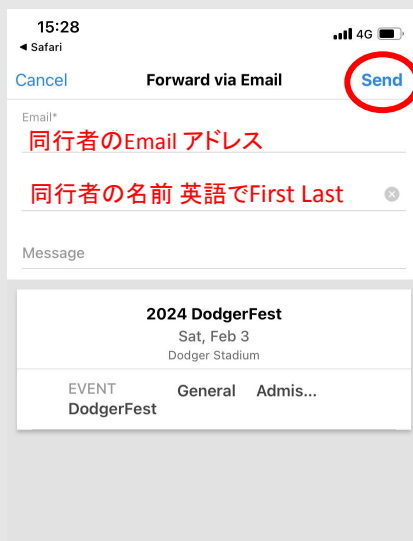 15:28
4G
◀ Safari
Cancel Forward via Email Send
Email*
同行者のEmail アドレス
同行者の名前 英語でFirst Last
Message
2024 DodgerFest
Sat, Feb 3
Dodger Stadium
EVENT General Admis...
DodgerFest